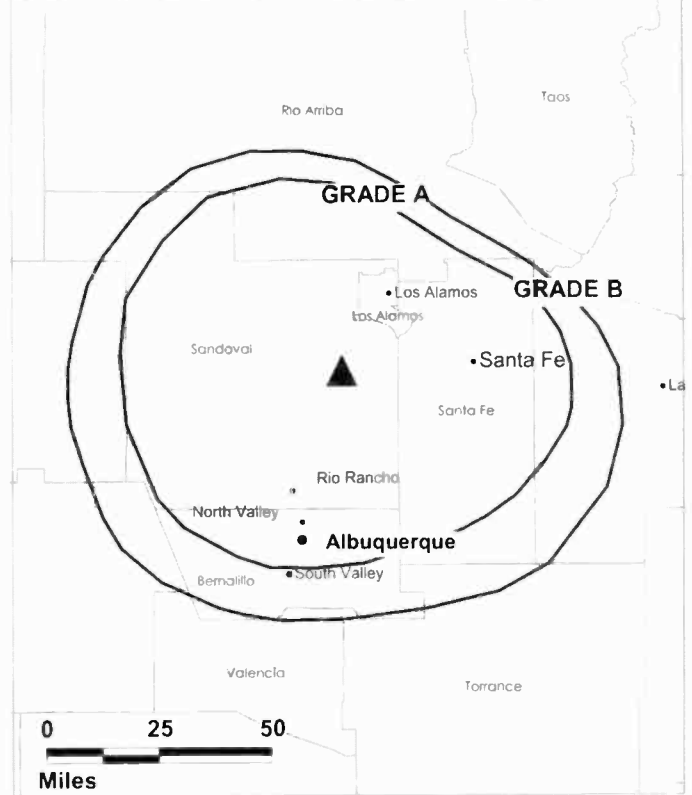 Taos
Rio Arriba
GRADE A
GRADE B
Los Alamos
Los Alamos
Sandoval
Santa Fe
La
Santa Fe
Rio Rancho
North Valley
Albuquerque
South Valley
Bernalillo
Valencia
Torrance
0 25 50
Miles